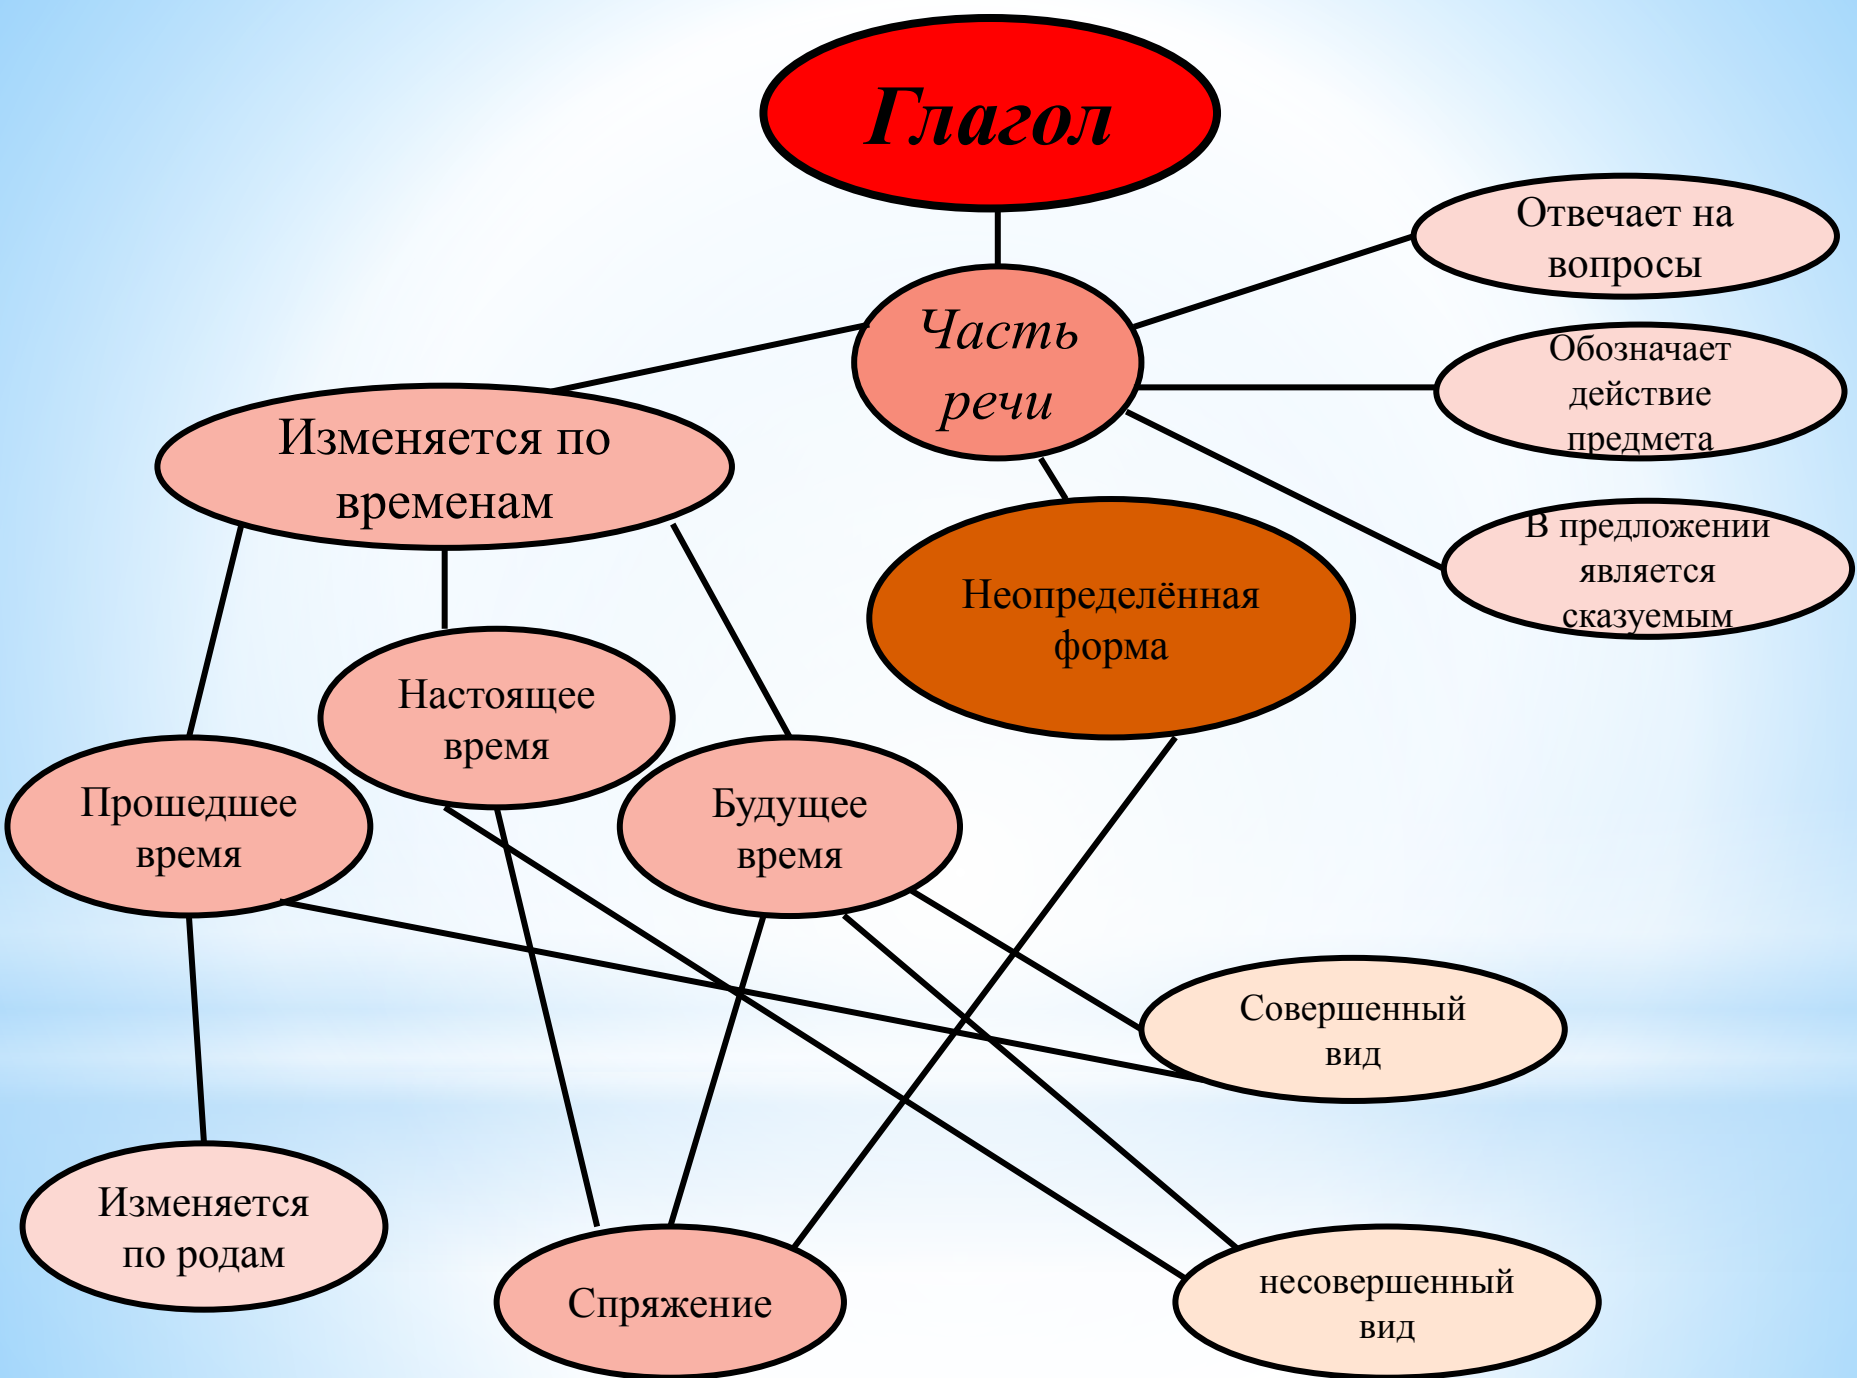 Глагол
Отвечает на
вопросы
Часть
речи
Обозначает
действие
предмета
Изменяется по
временам
В предложении
является
сказуемым
Неопределённая
форма
Настоящее
время
Прошедшее
время
Будущее
время
Совершенный
вид
Изменяется
по родам
Спряжение
несовершенный
вид